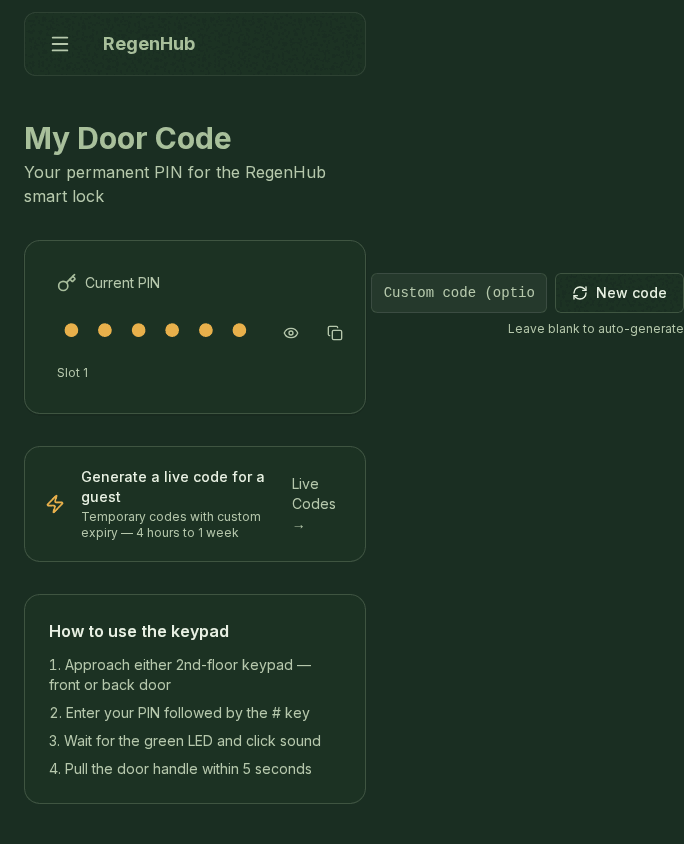 RegenHub
My Door Code
Your permanent PIN for the RegenHub
smart lock
Current PIN
Custom code (optio
New code
Leave blank to auto-generate
Slot 1
Generate a live code for a
guest
Temporary codes with custom
expiry — 4 hours to 1 week
Live
Codes
→
How to use the keypad
1. Approach either 2nd-floor keypad —
front or back door
2. Enter your PIN followed by the # key
3. Wait for the green LED and click sound
4. Pull the door handle within 5 seconds